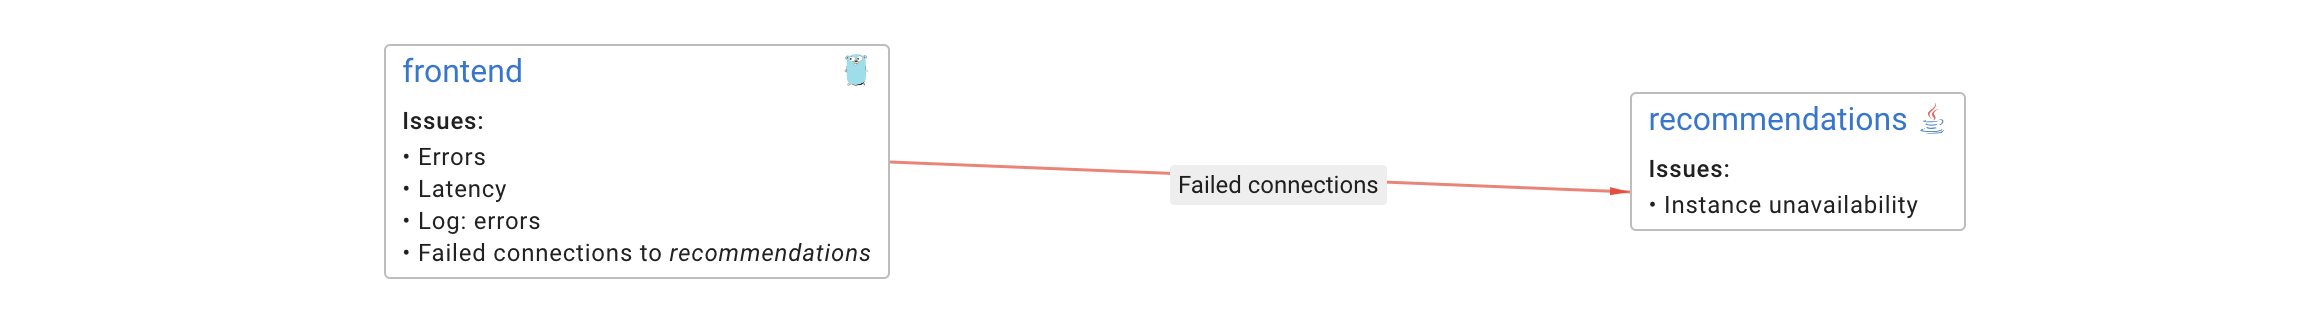 frontend
Issues:
• Errors
• Latency
• Log: errors
• Failed connections to recommendations
Failed connections
recommendations
Issues:
• Instance unavailability